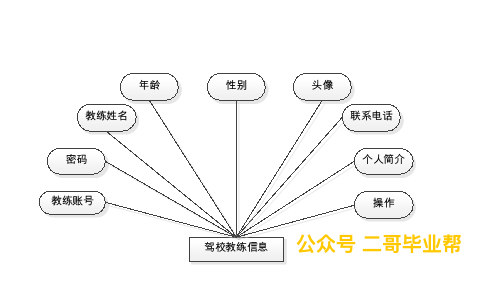 年龄
性别
头像
教练姓名
联系电话
密码
个人简介
教练账号
操作
驾校教练信息
公众号 二哥毕业帮